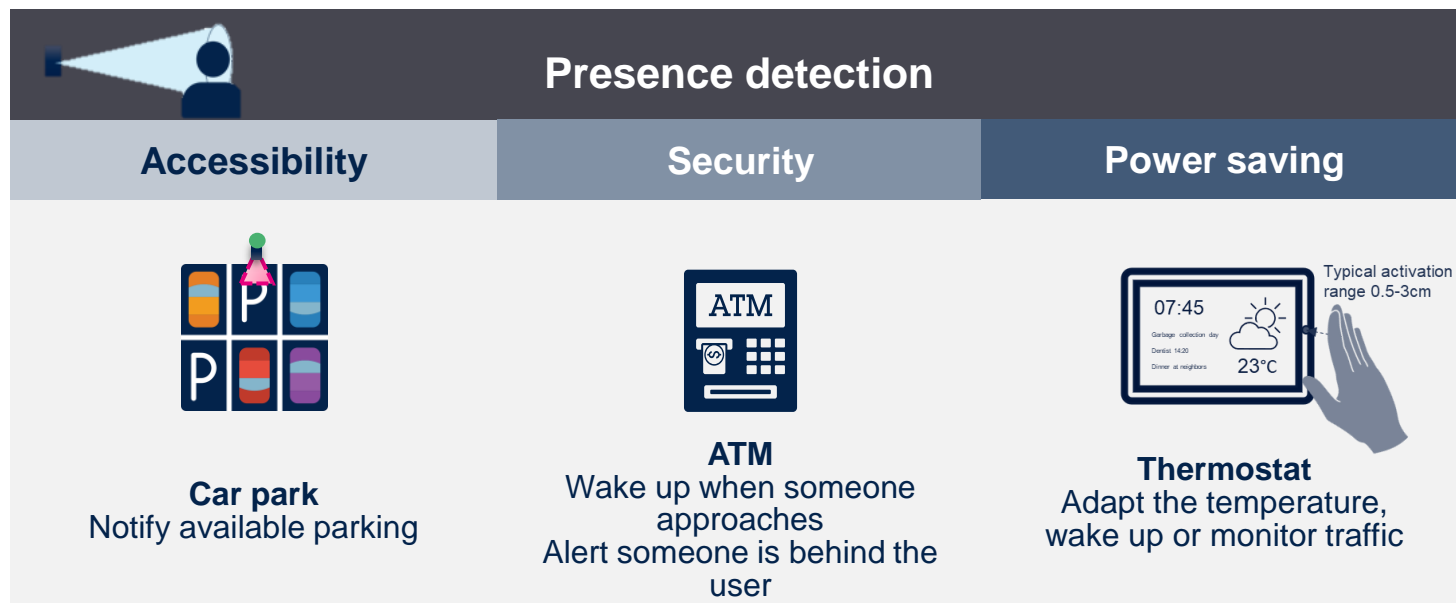 Presence detection
Accessibility
Security
Power saving
P
P
Car park
Notify available parking
ATM
$
ATM
Wake up when someone
approaches
Alert someone is behind the
user
Typical activation
range 0.5-3cm
07:45
Garbage collection day
Dentist 14:20
Dinner at neighbors
23°C
Thermostat
Adapt the temperature,
wake up or monitor traffic